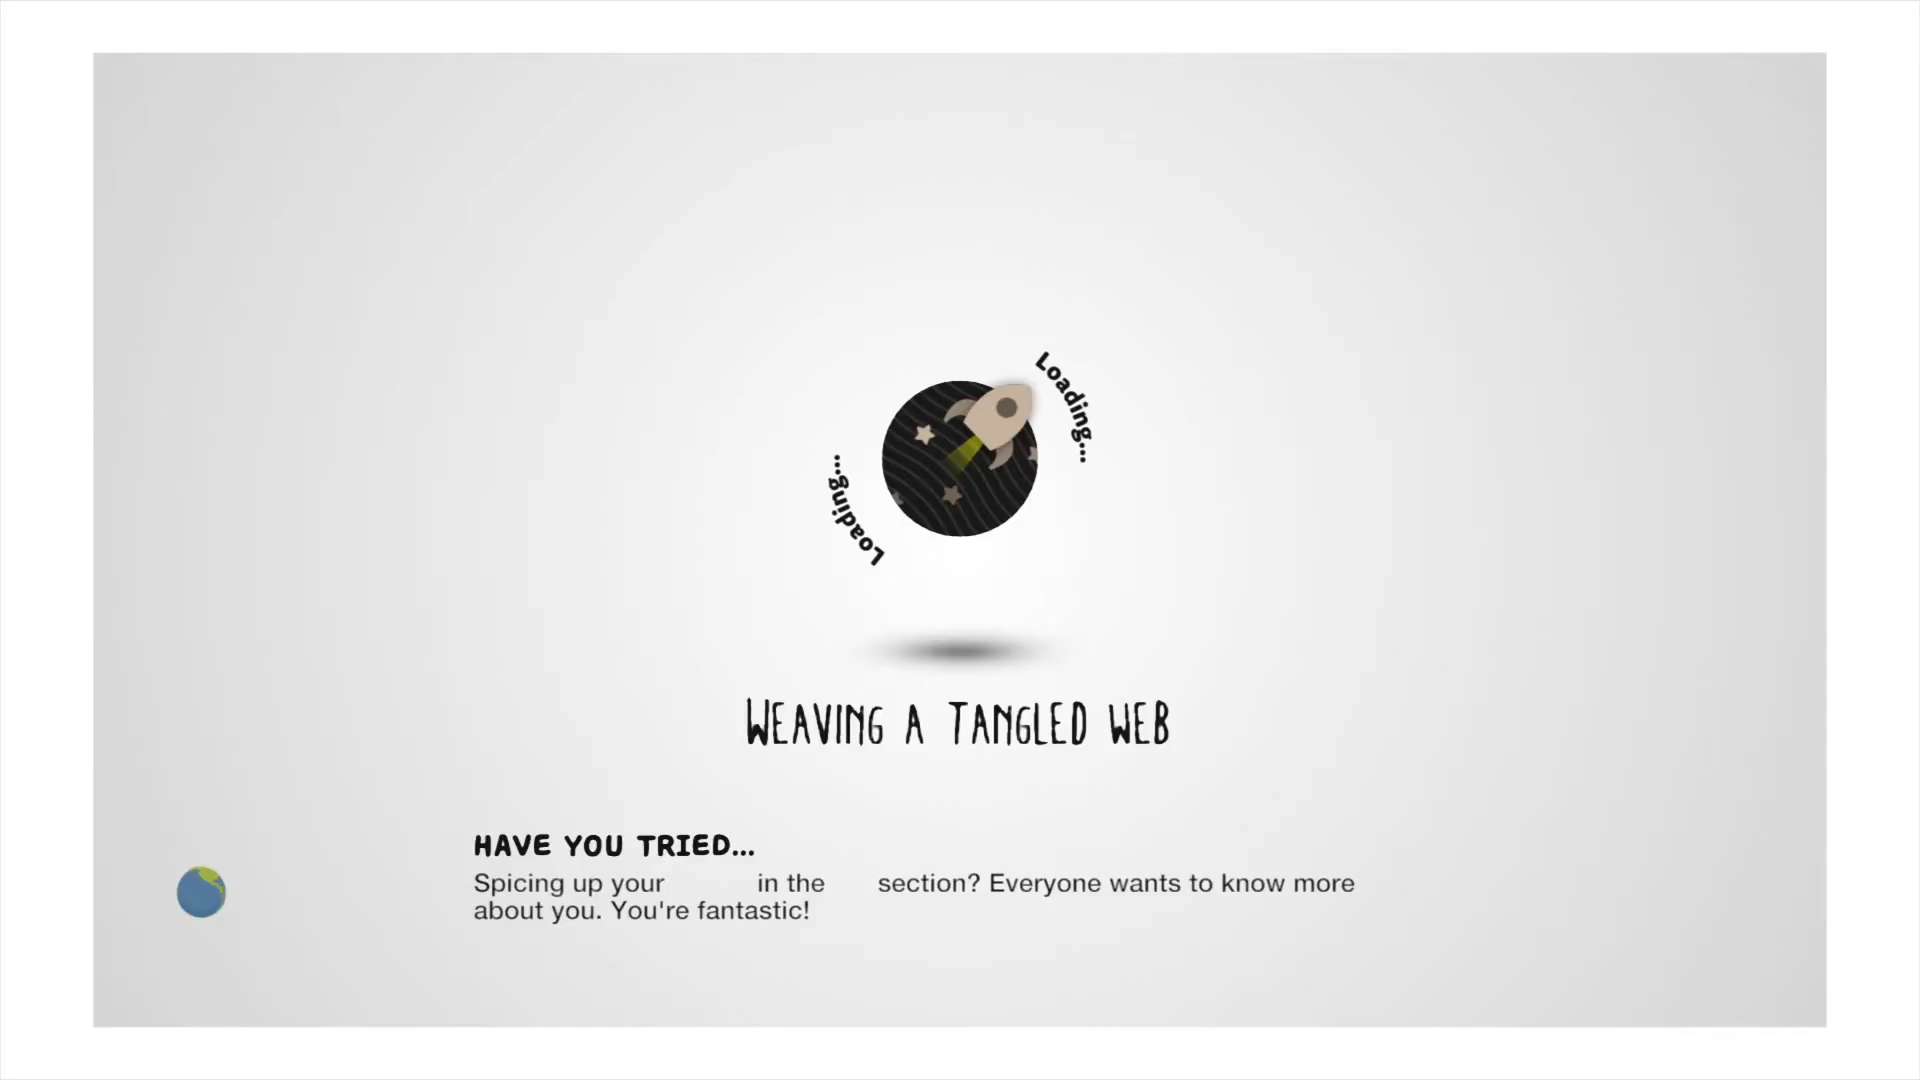 Loading...
Loading...
WEAVING A TANGLED WEB
HAVE YOU TRIED...
Spicing up your in the section? Everyone wants to know more
about you. You're fantastic!